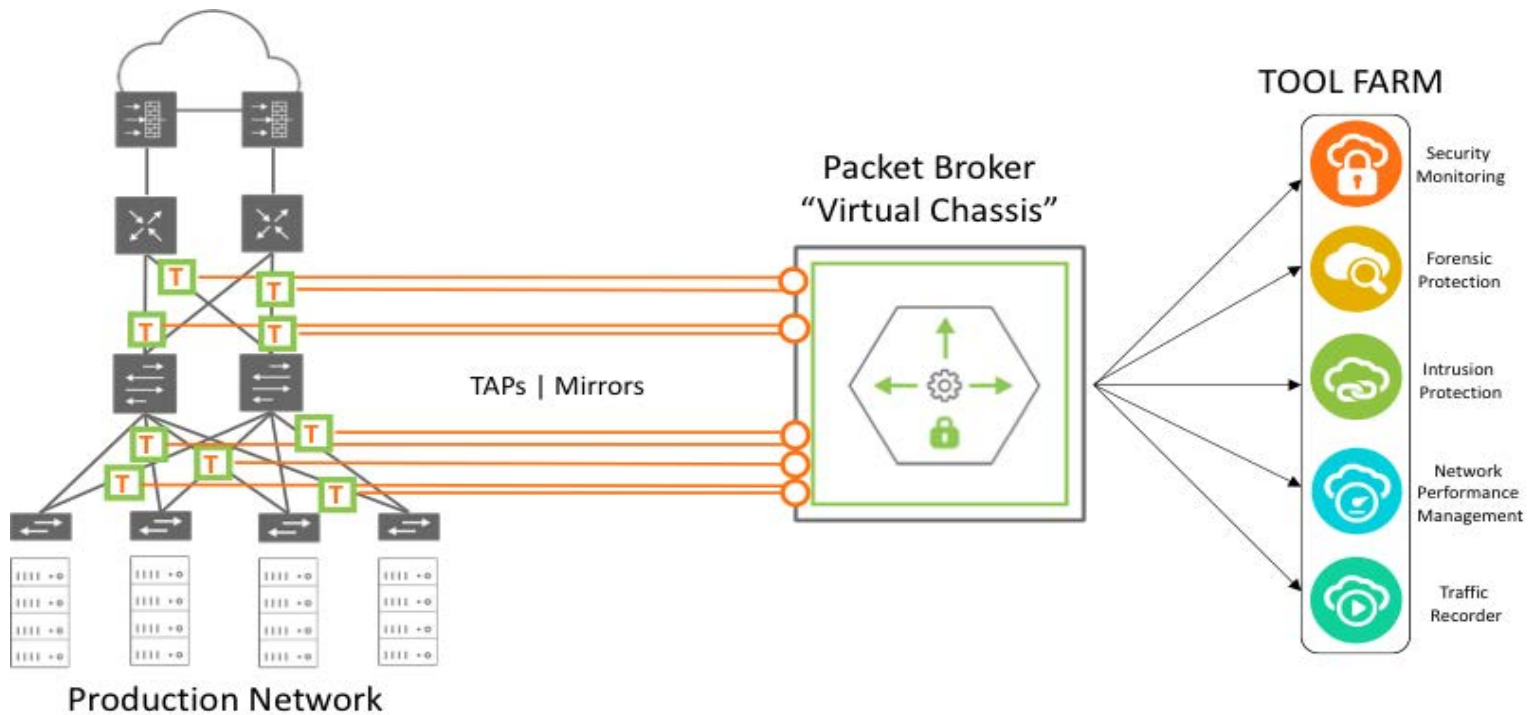 TOOL FARM
Packet Broker
“Virtual Chassis”
Security
Monitoring
T
T
Forensic
Protection
T
T
TAPs | Mirrors
Intrusion
Protection
T
T
T
T
T
Network
Performance
Management
Traffic
Recorder
Production Network